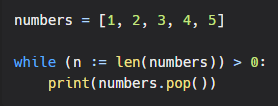 numbers = [1, 2, 3, 4, 5]
while (n := len(numbers)) > 0:
    print(numbers.pop())